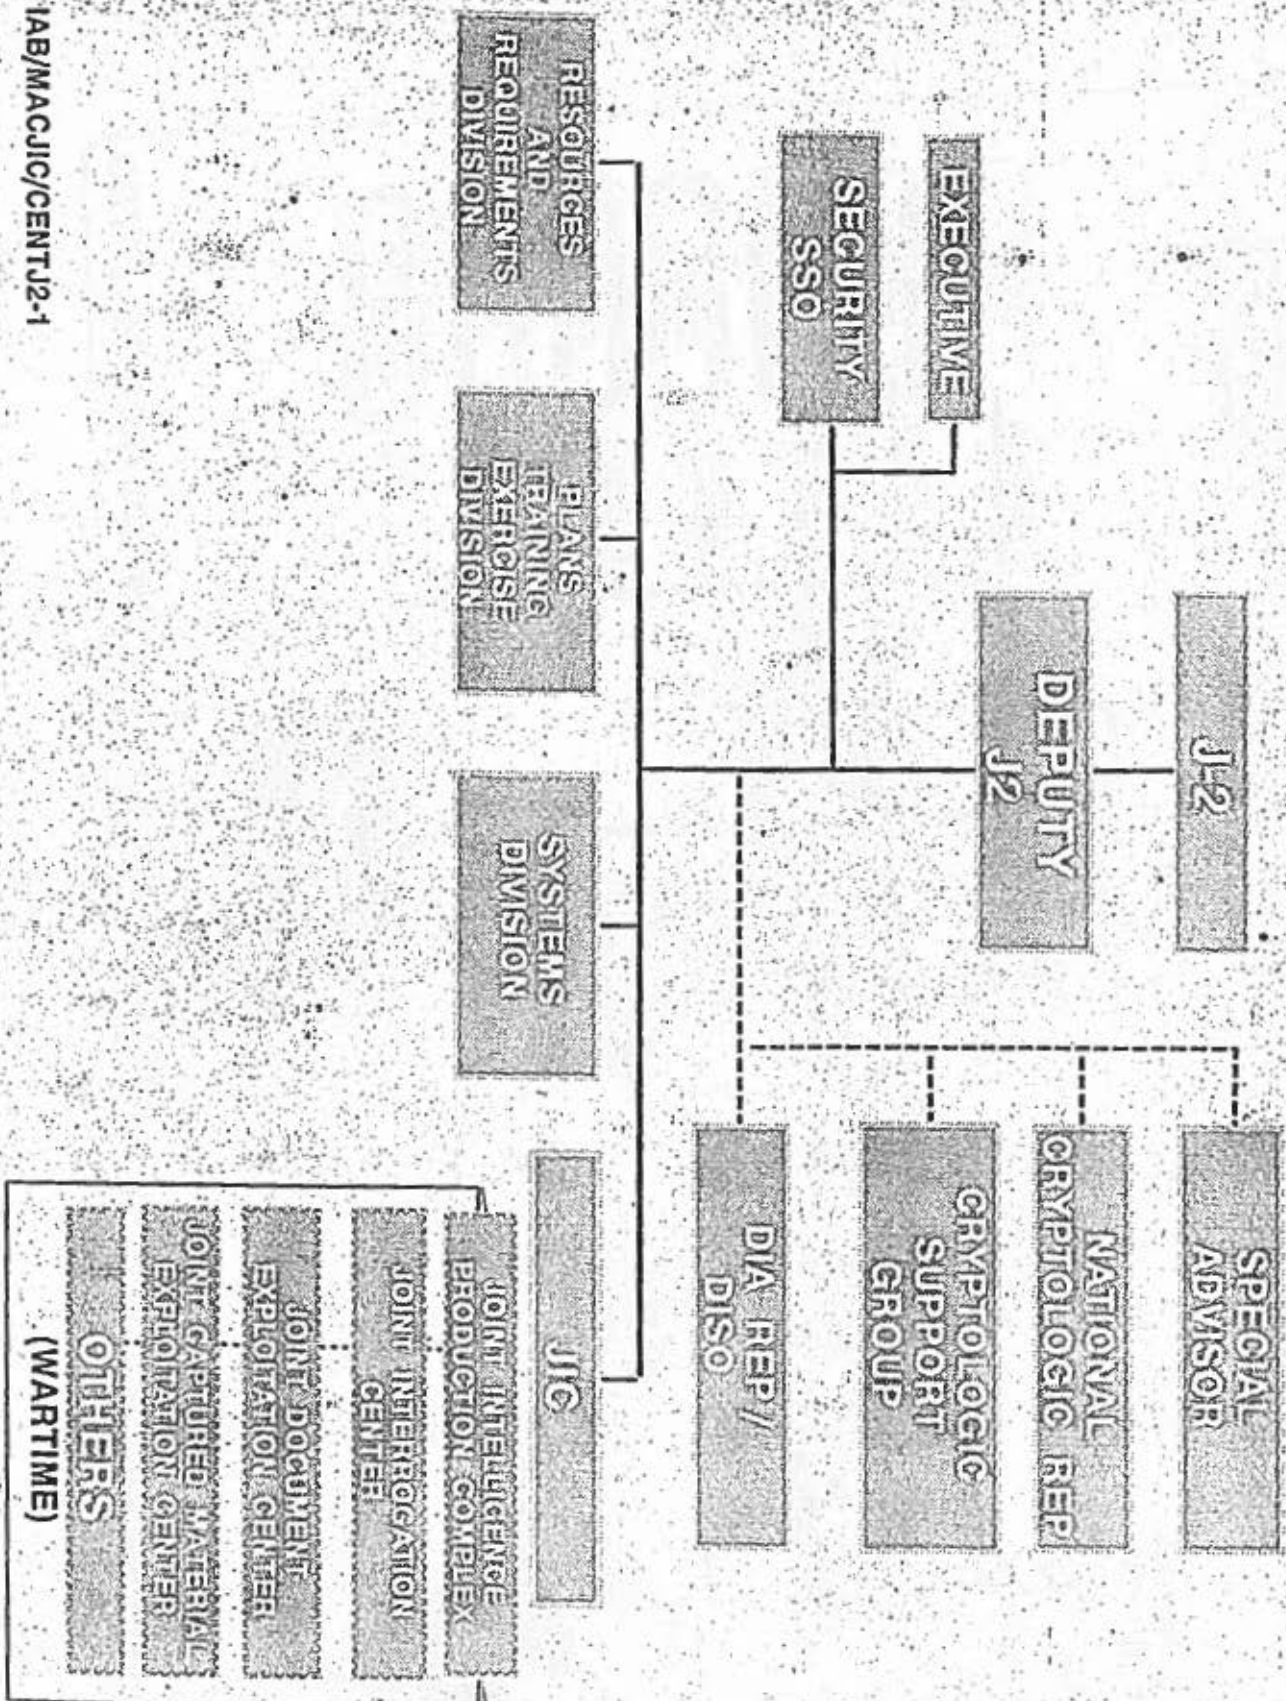 J-2
DEPUTY
J2
EXECUTIVE
SECURITY
SSO
SPECIAL
ADVISOR
NATIONAL
CRYPTOLOGIC REP
CRYPTOLOGIC
SUPPORT
GROUP
DIA REP/
DISO
RESOURCES
AND
REQUIREMENTS
DIVISION
PLANS
TRAINING
EXERCISE
DIVISION
SYSTEMS
DIVISION
JIC
JOINT INTELLIGENCE
PRODUCTION COMPLEX
JOINT INTERROGATION
CENTER
JOINT DOCUMENT
EXPLOITATION CENTER
JOINT CAPTURED MATERIAL
EXPLOITATION CENTER
OTHERS
(WARTIME)
IAB/MACJIC/CENTJ2-1